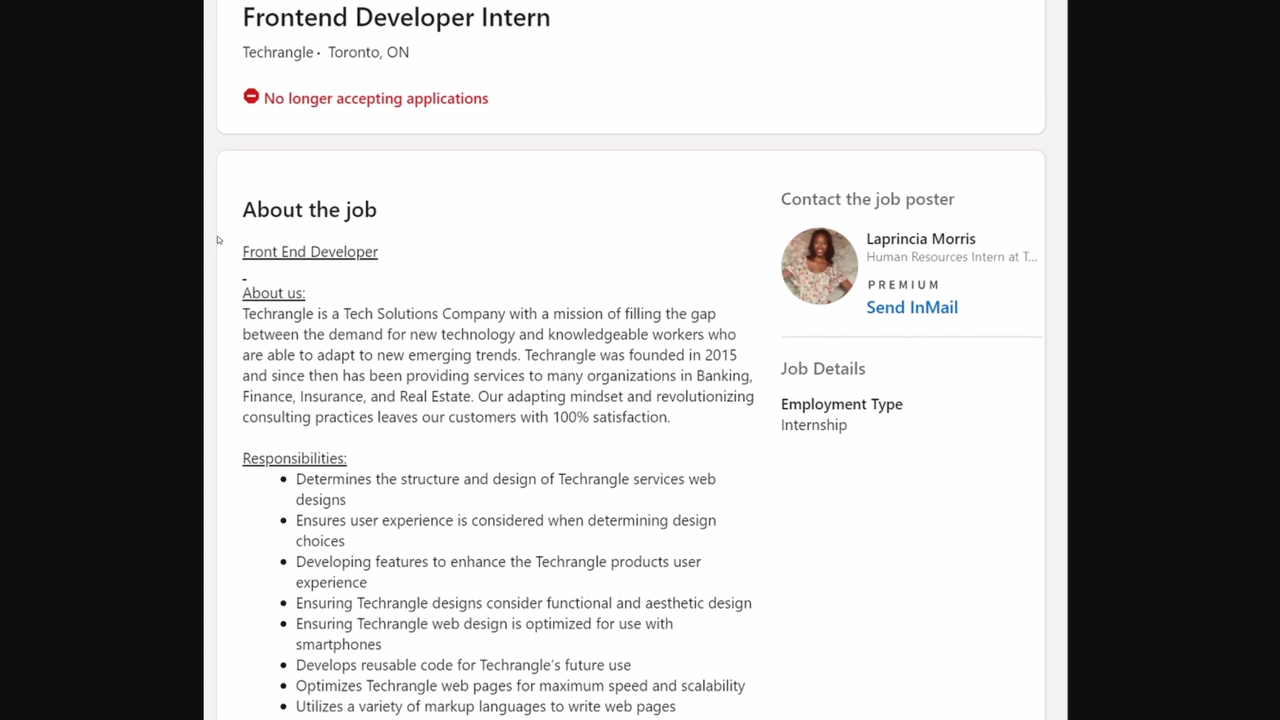 Frontend Developer Intern
Techrangle · Toronto, ON
No longer accepting applications
About the job
Front End Developer
About us:
Techrangle is a Tech Solutions Company with a mission of filling the gap
between the demand for new technology and knowledgeable workers who
are able to adapt to new emerging trends. Techrangle was founded in 2015
and since then has been providing services to many organizations in Banking,
Finance, Insurance, and Real Estate. Our adapting mindset and revolutionizing
consulting practices leaves our customers with 100% satisfaction.
Responsibilities:
• Determines the structure and design of Techrangle services web
designs
• Ensures user experience is considered when determining design
choices
• Developing features to enhance the Techrangle products user
experience
• Ensuring Techrangle designs consider functional and aesthetic design
• Ensuring Techrangle web design is optimized for use with
smartphones
• Develops reusable code for Techrangle’s future use
• Optimizes Techrangle web pages for maximum speed and scalability
• Utilizes a variety of markup languages to write web pages
Contact the job poster
Laprincia Morris
Human Resources Intern at T...
PREMIUM
Send InMail
Job Details
Employment Type
Internship